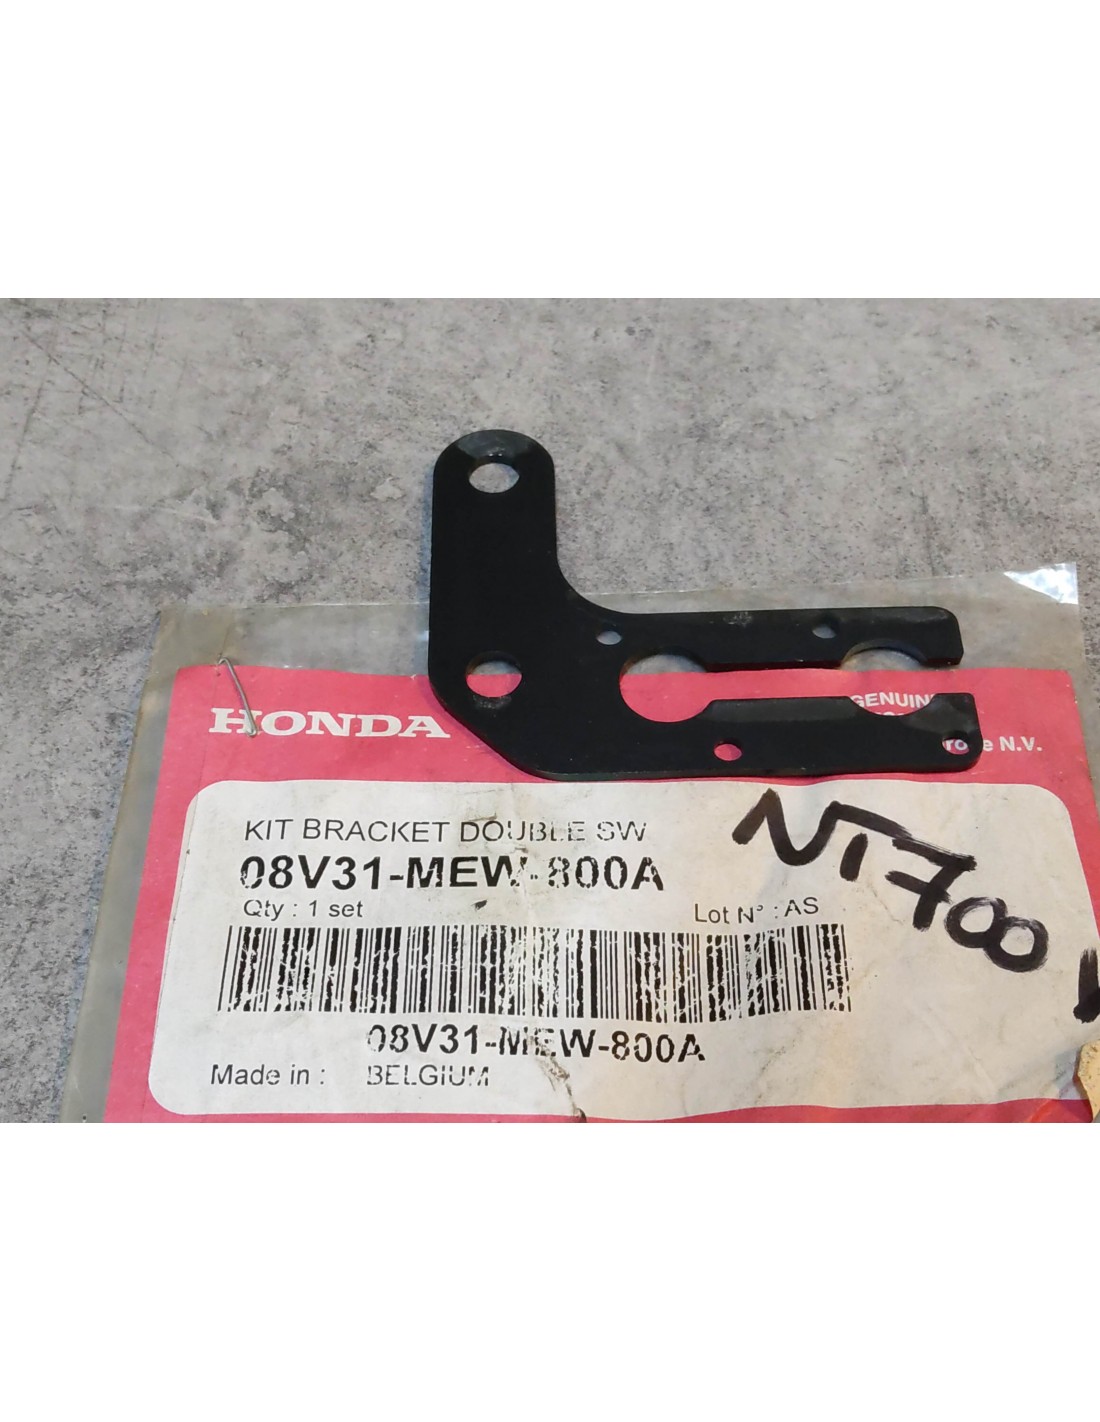 HONDA
GENUINE
N.V.
KIT BRACKET DOUBLE SW
08V31-MEW-800A
Qty : 1 set
Lot N° : AS
NT700
08V31-MEW-800A
Made in : BELGIUM